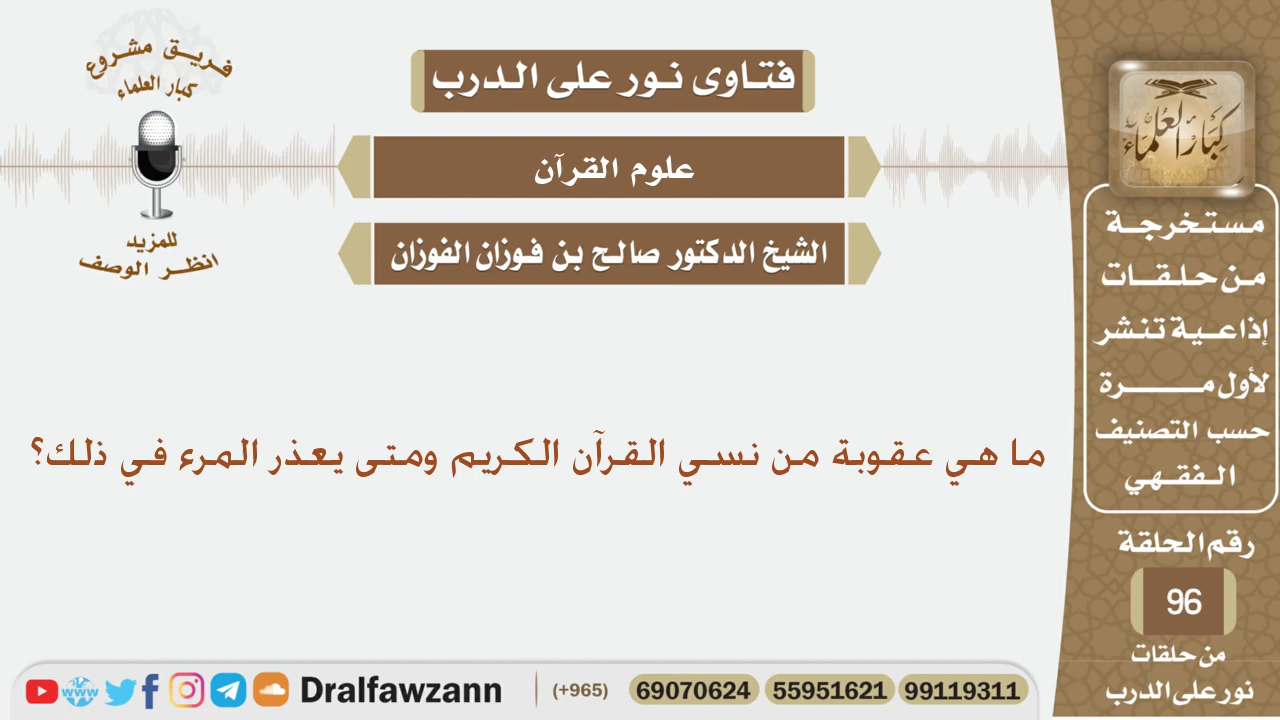 فريق مشروع
كبار العلماء
للمزيد
انظر الوصف
فتاوى نور على الدرب
علوم القرآن
الشيخ الدكتور صالح بن فوزان الفوزان
ما هي عقوبة من نسي القرآن الكريم ومتى يعذر المرء في ذلك؟
كبار العلماء
مستخرجة
من حلقات
إذاعية تنشر
لأول مرة
حسب التصنيف
الفقهي
رقم الحلقة
96
من حلقات
نور على الدرب
www
Dralfawzann
(+965)
69070624
55951621
99119311